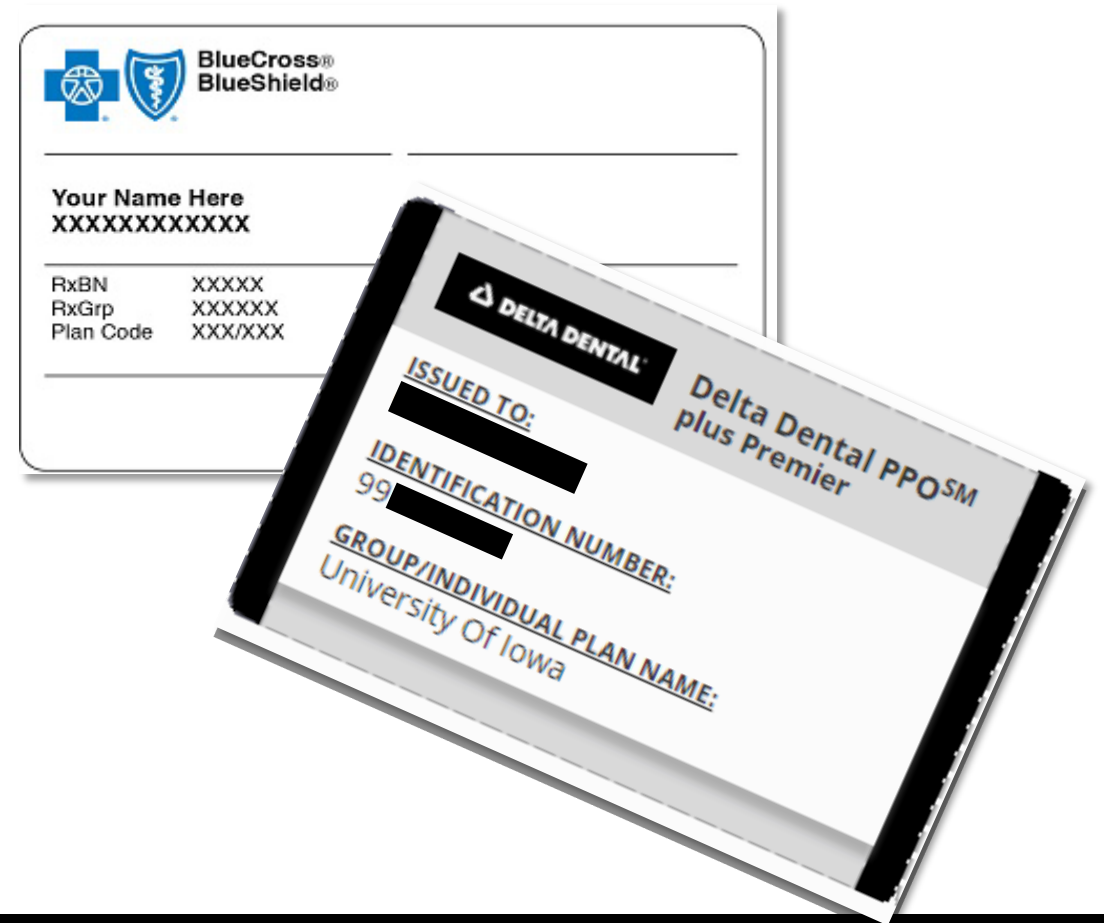 BlueCross®
BlueShield®
Your Name Here
XXXXXXXXXXXX
RxBN XXXXX
RxGrp XXXXXX
Plan Code XXX/XXX
DELTA DENTAL®
Delta Dental PPO℠
plus Premier
ISSUED TO:
IDENTIFICATION NUMBER:
99
GROUP/INDIVIDUAL PLAN NAME:
University Of Iowa